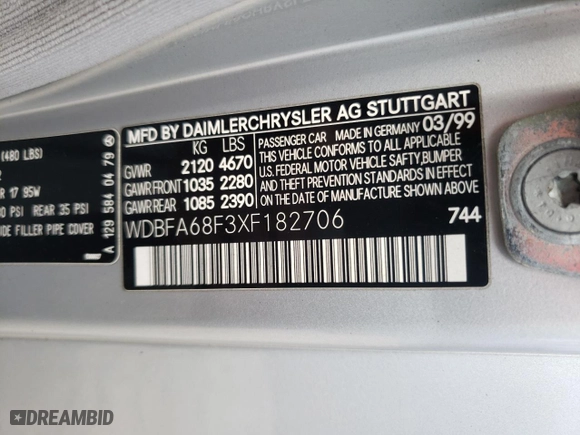 (480 LBS)
17 95W
PSI REAR 35 PSI
FILLER PIPE COVER
A 129 584 04 79
MFD BY DAIMLERCHRYSLER AG STUTTGART
KG LBS
GVWR 2120 4670
GAWR FRONT 1035 2280
GAWR REAR 1085 2390
PASSENGER CAR MADE IN GERMANY 03/99
THIS VEHICLE CONFORMS TO ALL APPLICABLE
U.S. FEDERAL MOTOR VEHICLE SAFETY,BUMPER
AND THEFT PREVENTION STANDARDS IN EFFECT
ON THE DATE OF MANUFACTURE SHOWN ABOVE
WDBFA68F3XF182706 744
DREAMBID